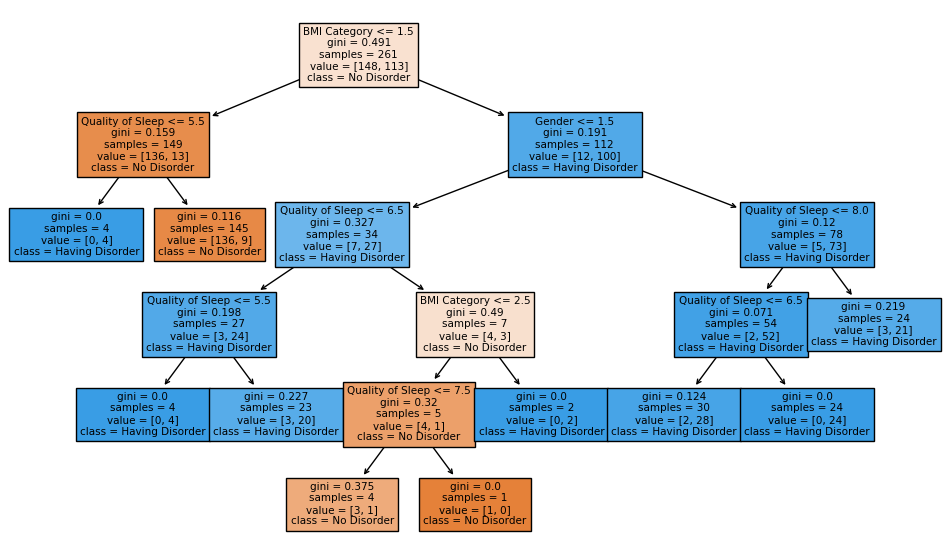 BMI Category <= 1.5
gini = 0.491
samples = 261
value = [148, 113]
class = No Disorder
Quality of Sleep <= 5.5
gini = 0.159
samples = 149
value = [136, 13]
class = No Disorder
Gender <= 1.5
gini = 0.191
samples = 112
value = [12, 100]
class = Having Disorder
gini = 0.0
samples = 4
value = [0, 4]
class = Having Disorder
gini = 0.116
samples = 145
value = [136, 9]
class = No Disorder
Quality of Sleep <= 6.5
gini = 0.327
samples = 34
value = [7, 27]
class = Having Disorder
Quality of Sleep <= 8.0
gini = 0.12
samples = 78
value = [5, 73]
class = Having Disorder
Quality of Sleep <= 5.5
gini = 0.198
samples = 27
value = [3, 24]
class = Having Disorder
BMI Category <= 2.5
gini = 0.49
samples = 7
value = [4, 3]
class = No Disorder
Quality of Sleep <= 6.5
gini = 0.071
samples = 54
value = [2, 52]
class = Having Disorder
gini = 0.219
samples = 24
value = [3, 21]
class = Having Disorder
gini = 0.0
samples = 4
value = [0, 4]
class = Having Disorder
gini = 0.227
samples = 23
value = [3, 20]
class = Having Disorder
Quality of Sleep <= 7.5
gini = 0.32
samples = 5
value = [4, 1]
class = No Disorder
gini = 0.0
samples = 2
value = [0, 2]
class = Having Disorder
gini = 0.124
samples = 30
value = [2, 28]
class = Having Disorder
gini = 0.0
samples = 24
value = [0, 24]
class = Having Disorder
gini = 0.375
samples = 4
value = [3, 1]
class = No Disorder
gini = 0.0
samples = 1
value = [1, 0]
class = No Disorder